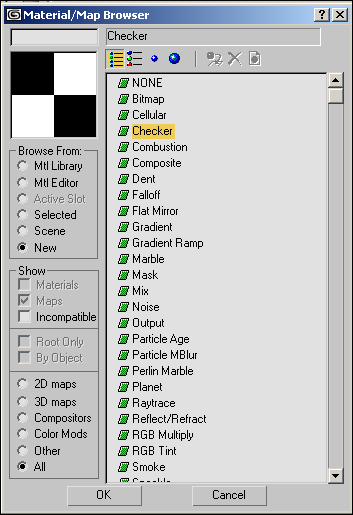 Material/Map Browser
Checker
Browse From:
Mtl Library
Mtl Editor
Active Slot
Selected
Scene
New
Show
Materials
Maps
Incompatible
Root Only
By Object
2D maps
3D maps
Compositors
Color Mods
Other
All
NONE
Bitmap
Cellular
Checker
Combustion
Composite
Dent
Falloff
Flat Mirror
Gradient
Gradient Ramp
Marble
Mask
Mix
Noise
Output
Particle Age
Particle MBlur
Perlin Marble
Planet
Raytrace
Reflect/Refract
RGB Multiply
RGB Tint
Smoke
OK
Cancel